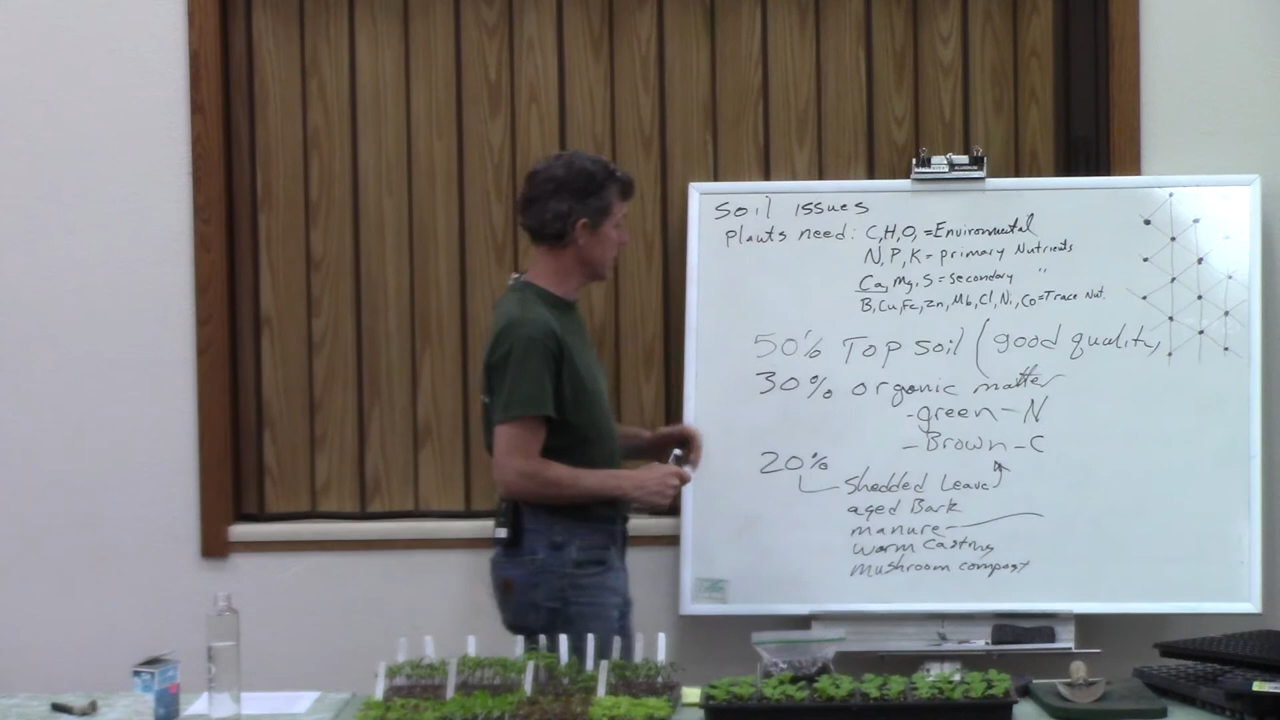 Soil Issues
plants need: C,H,O, =Environmental
N, P, K = primary Nutrients
Ca, Mg, S = secondary "
B, Cu, Fe, Zn, Mb, Cl, Ni, Co=Trace Nut.
50% Top soil (good quality)
30% organic matter
-green-N
-Brown-C
20%
Shedded Leave
aged Bark
manure
worm casting
mushroom compost